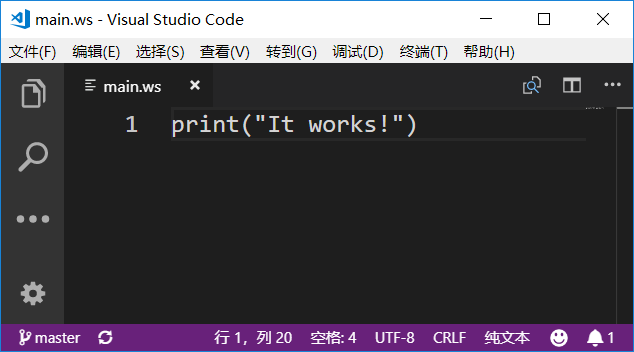 main.ws - Visual Studio Code
文件(F) 编辑(E) 选择(S) 查看(V) 转到(G) 调试(D) 终端(T) 帮助(H)
main.ws
1 print("It works!")
master 行 1，列 20 空格: 4 UTF-8 CRLF 纯文本 1